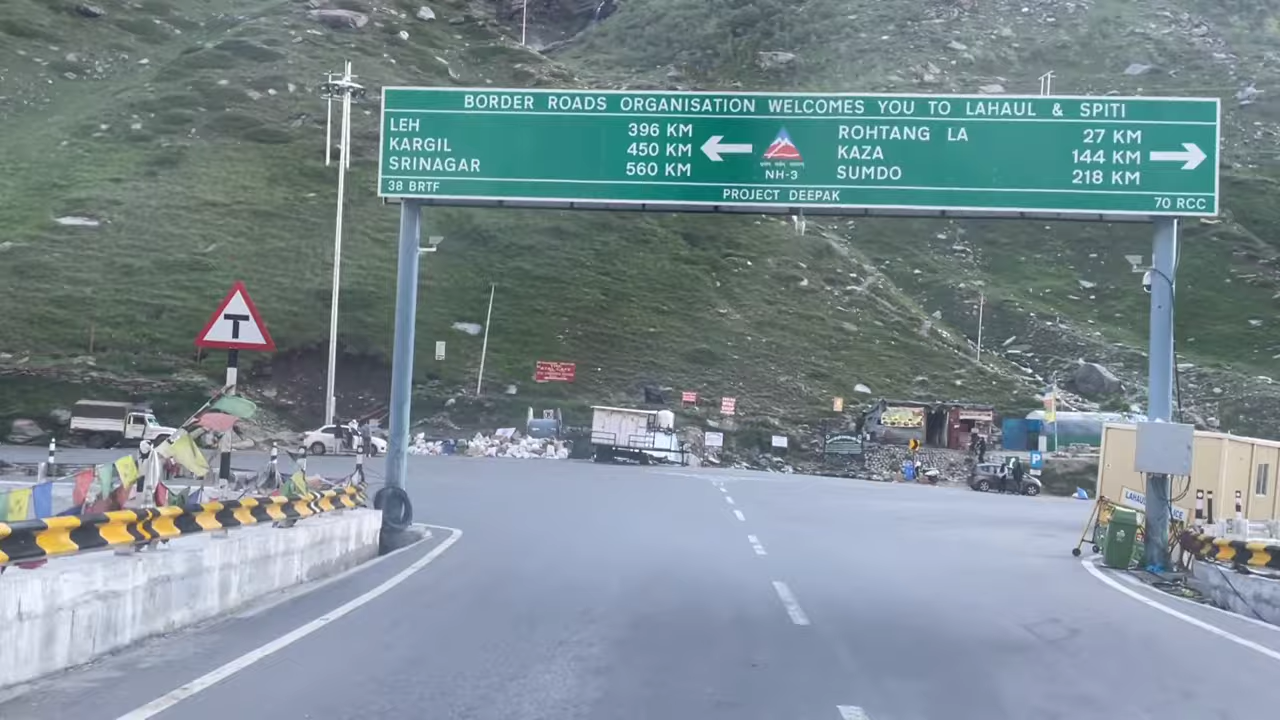 BORDER ROADS ORGANISATION WELCOMES YOU TO LAHAUL & SPITI
LEH 396 KM
KARGIL 450 KM
SRINAGAR 560 KM
NH-3
ROHTANG LA 27 KM
KAZA 144 KM
SUMDO 218 KM
38 BRTF
PROJECT DEEPAK
70 RCC
T
P